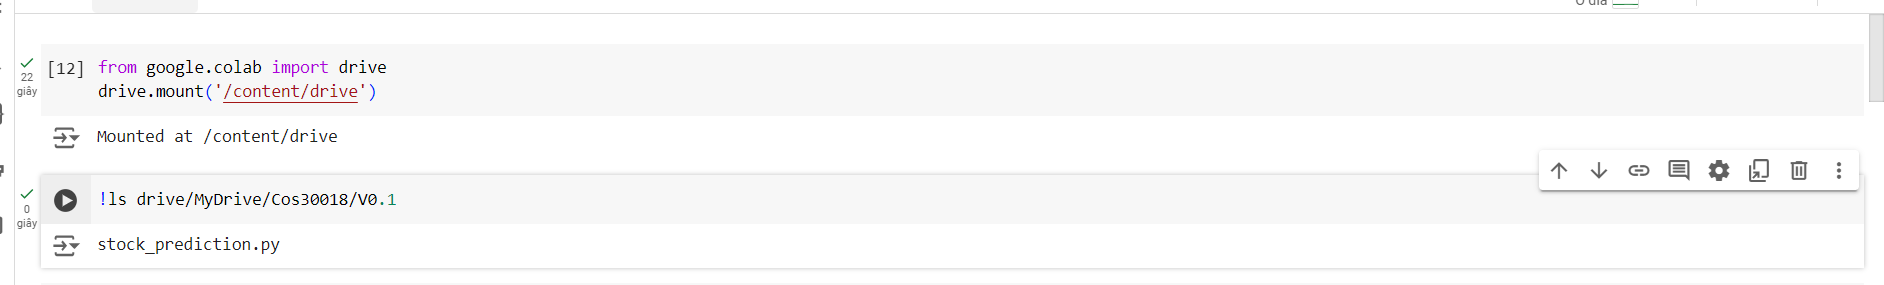 22
giây
[12] from google.colab import drive
drive.mount('/content/drive')
Mounted at /content/drive
0
giây
!ls drive/MyDrive/Cos30018/V0.1
stock_prediction.py